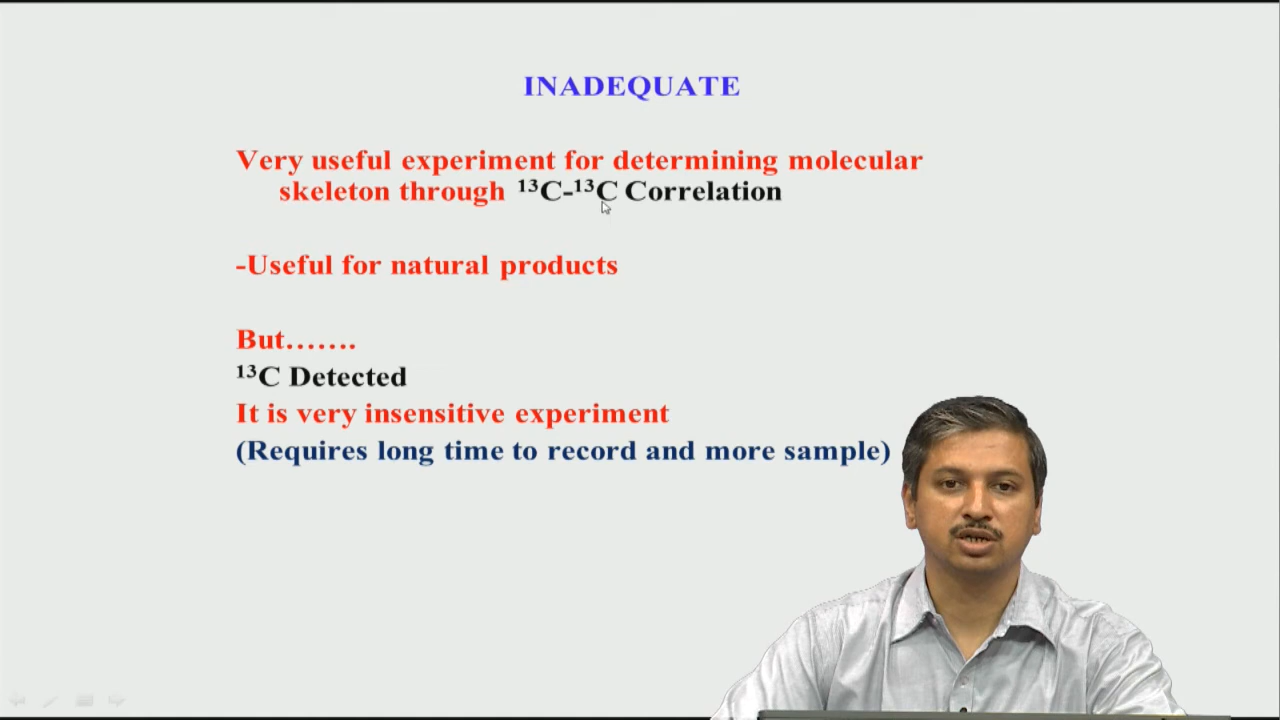 INADEQUATE
Very useful experiment for determining molecular
skeleton through ¹³C-¹³C Correlation
-Useful for natural products
But…….
¹³C Detected
It is very insensitive experiment
(Requires long time to record and more sample)